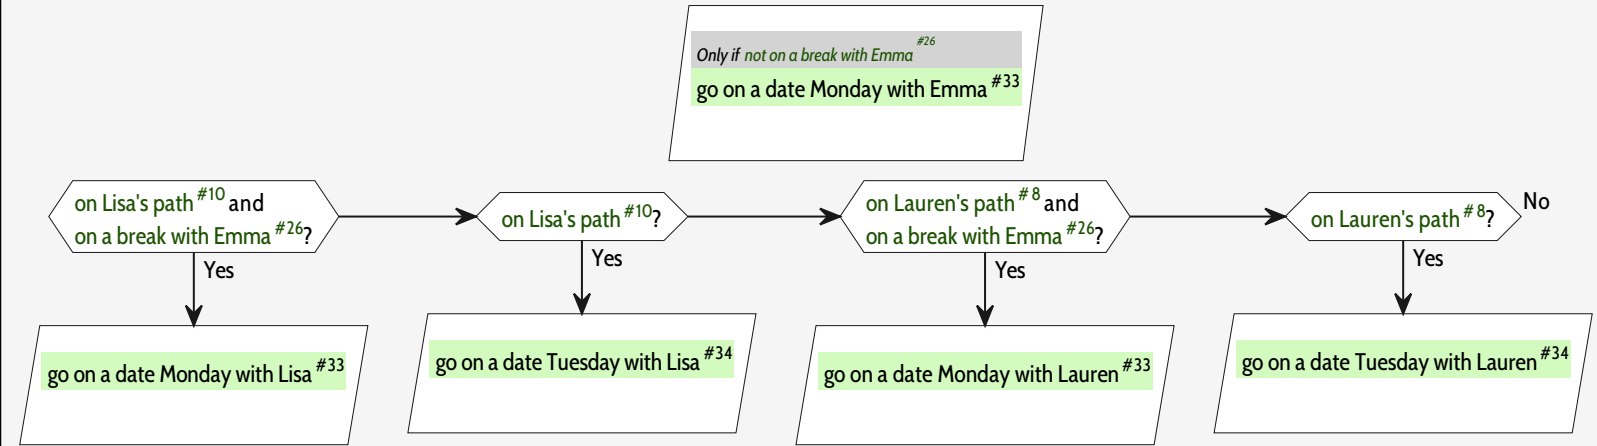 Only if not on a break with Emma #26
go on a date Monday with Emma #33
on Lisa's path #10 and
on a break with Emma #26?
on Lisa's path #10?
on Lauren's path # 8 and
on a break with Emma #26?
on Lauren's path # 8?
No
Yes
Yes
Yes
Yes
go on a date Monday with Lisa #33
go on a date Tuesday with Lisa #34
go on a date Monday with Lauren #33
go on a date Tuesday with Lauren #34